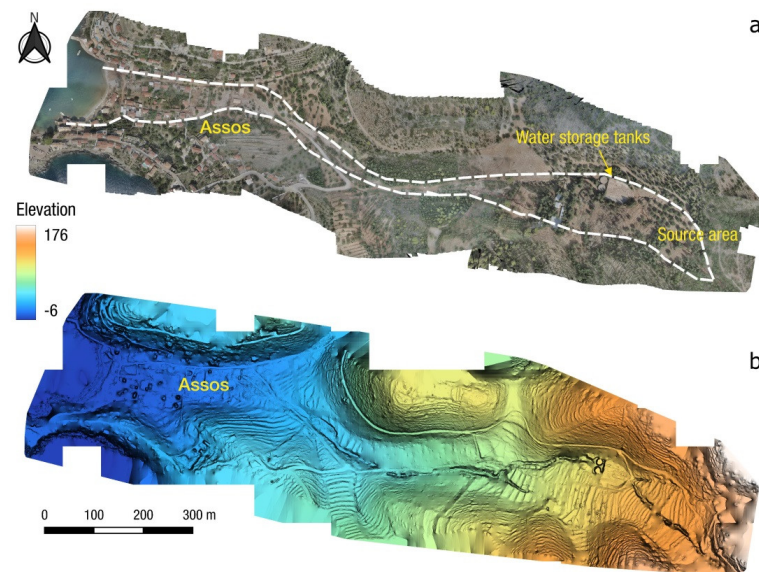 a
Assos
Water storage tanks
Source area
Elevation
176
-6
b
Assos
0 100 200 300 m